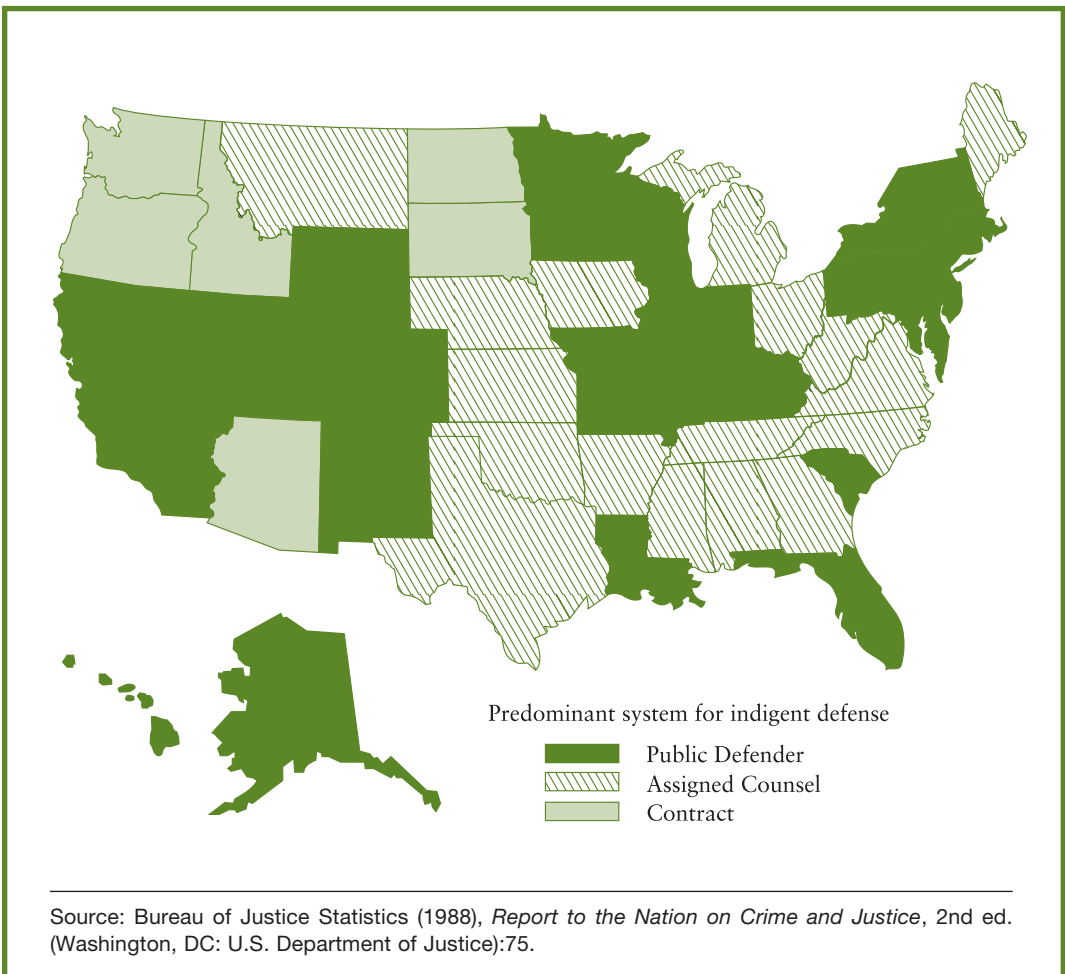 Predominant system for indigent defense
Public Defender
Assigned Counsel
Contract
Source: Bureau of Justice Statistics (1988), Report to the Nation on Crime and Justice, 2nd ed.
(Washington, DC: U.S. Department of Justice):75.